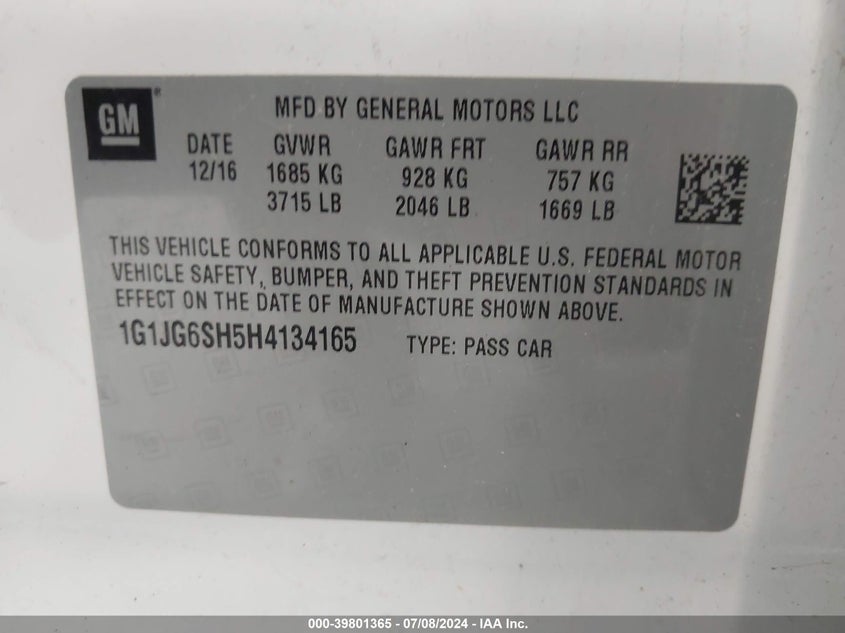 GM®
MFD BY GENERAL MOTORS LLC
DATE GVWR GAWR FRT GAWR RR
12/16 1685 KG 928 KG 757 KG
3715 LB 2046 LB 1669 LB
THIS VEHICLE CONFORMS TO ALL APPLICABLE U.S. FEDERAL MOTOR
VEHICLE SAFETY, BUMPER, AND THEFT PREVENTION STANDARDS IN
EFFECT ON THE DATE OF MANUFACTURE SHOWN ABOVE.
1G1JG6SH5H4134165 TYPE: PASS CAR
000-39801365 | 07/08/2024 | - IAA Inc.